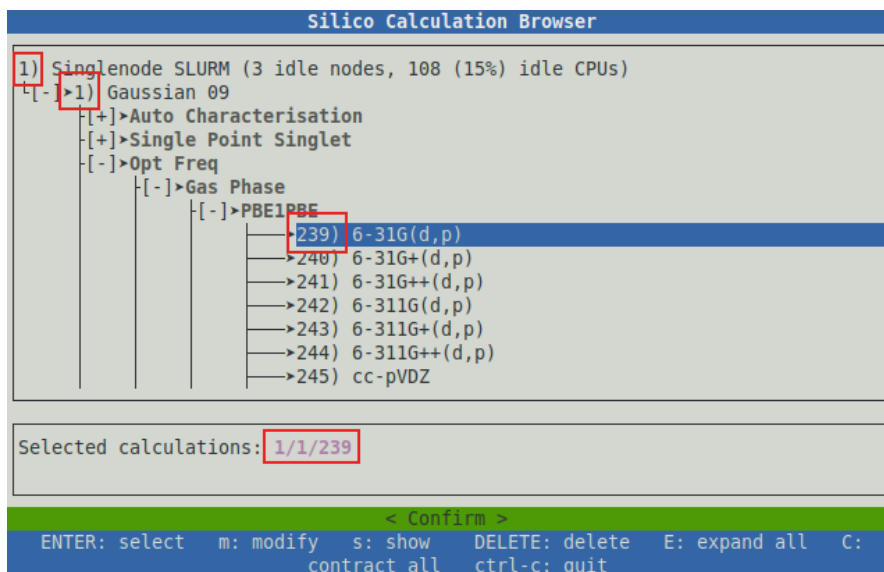 Silico Calculation Browser
1) Singlenode SLURM (3 idle nodes, 108 (15%) idle CPUs)
[-]➤1) Gaussian 09
[+]➤Auto Characterisation
[+]➤Single Point Singlet
[-]➤Opt Freq
[-]➤Gas Phase
[-]➤PBE1PBE
➤239) 6-31G(d,p)
➤240) 6-31G+(d,p)
➤241) 6-31G++(d,p)
➤242) 6-311G(d,p)
➤243) 6-311G+(d,p)
➤244) 6-311G++(d,p)
➤245) cc-pVDZ
Selected calculations: 1/1/239
< Confirm >
ENTER: select m: modify s: show DELETE: delete E: expand all C:
contract all ctrl-c: quit